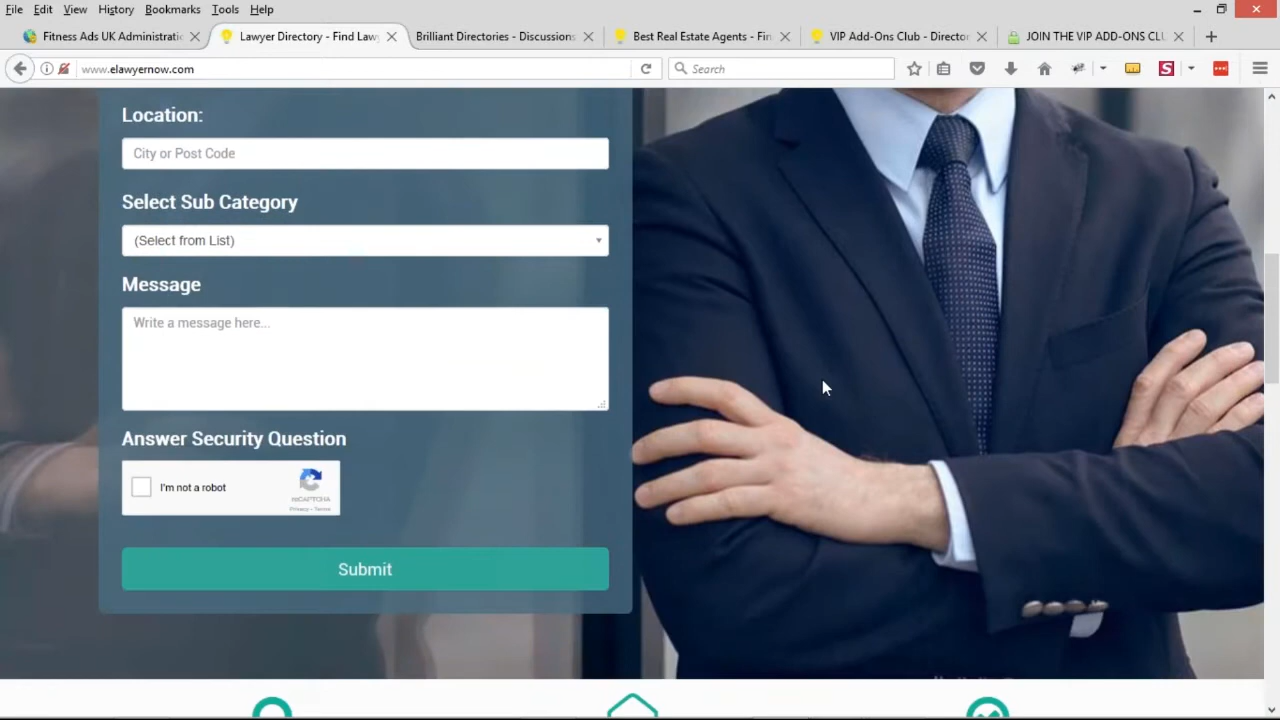 File Edit View History Bookmarks Tools Help
Fitness Ads UK Administratic
Lawyer Directory - Find Law
Brilliant Directories - Discussions
Best Real Estate Agents - Fin
VIP Add-Ons Club - Director
JOIN THE VIP ADD-ONS CLU
www.elawyernow.com
Search
Location:
City or Post Code
Select Sub Category
(Select from List)
Message
Write a message here...
Answer Security Question
I'm not a robot
reCAPTCHA
Privacy - Terms
Submit